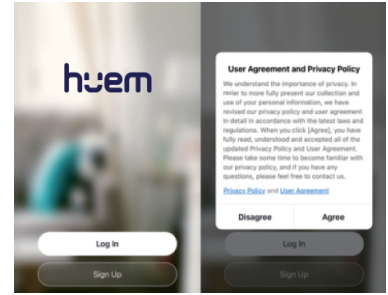 huem
Log In
Sign Up
User Agreement and Privacy Policy
We understand the importance of privacy. In
revier to more fully present our collection and
use of your personal information, we have
revised our privacy policy and user agreement
in detail in accordance with the latest laws and
regulations. When you click [Agree], you have
fully read, understood and accepted all of the
updated Privacy Policy and User Agreement.
Please take some time to become familiar with
our privacy policy, and if you have any
questions, please feel free to contact us.
Privacy Policy and User Agreement
Disagree Agree
Log In
Sign Up